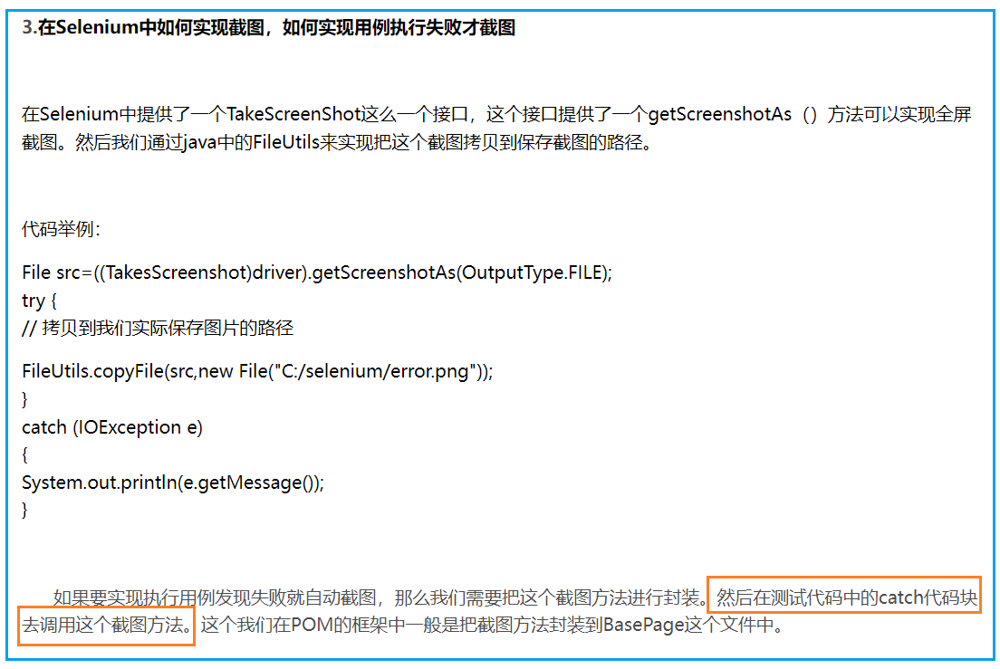 3.在Selenium中如何实现截图，如何实现用例执行失败才截图
在Selenium中提供了一个TakeScreenShot这么一个接口，这个接口提供了一个getScreenshotAs（）方法可以实现全屏
截图。然后我们通过java中的FileUtils来实现把这个截图拷贝到保存截图的路径。
代码举例：
File src=((TakesScreenshot)driver).getScreenshotAs(OutputType.FILE);
try {
// 拷贝到我们实际保存图片的路径
FileUtils.copyFile(src,new File("C:/selenium/error.png"));
}
catch (IOException e)
{
System.out.println(e.getMessage());
}
如果要实现执行用例发现失败就自动截图，那么我们需要把这个截图方法进行封装。然后在测试代码中的catch代码块
去调用这个截图方法。这个我们在POM的框架中一般是把截图方法封装到BasePage这个文件中。